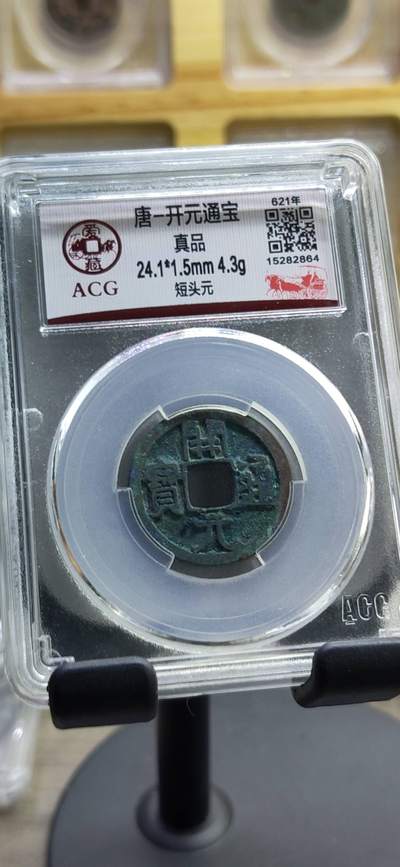 唐-开元通宝
621年
真品
24.1*1.5mm 4.3g
15282864
ACG
短头元
開
寶 通
元
ACG